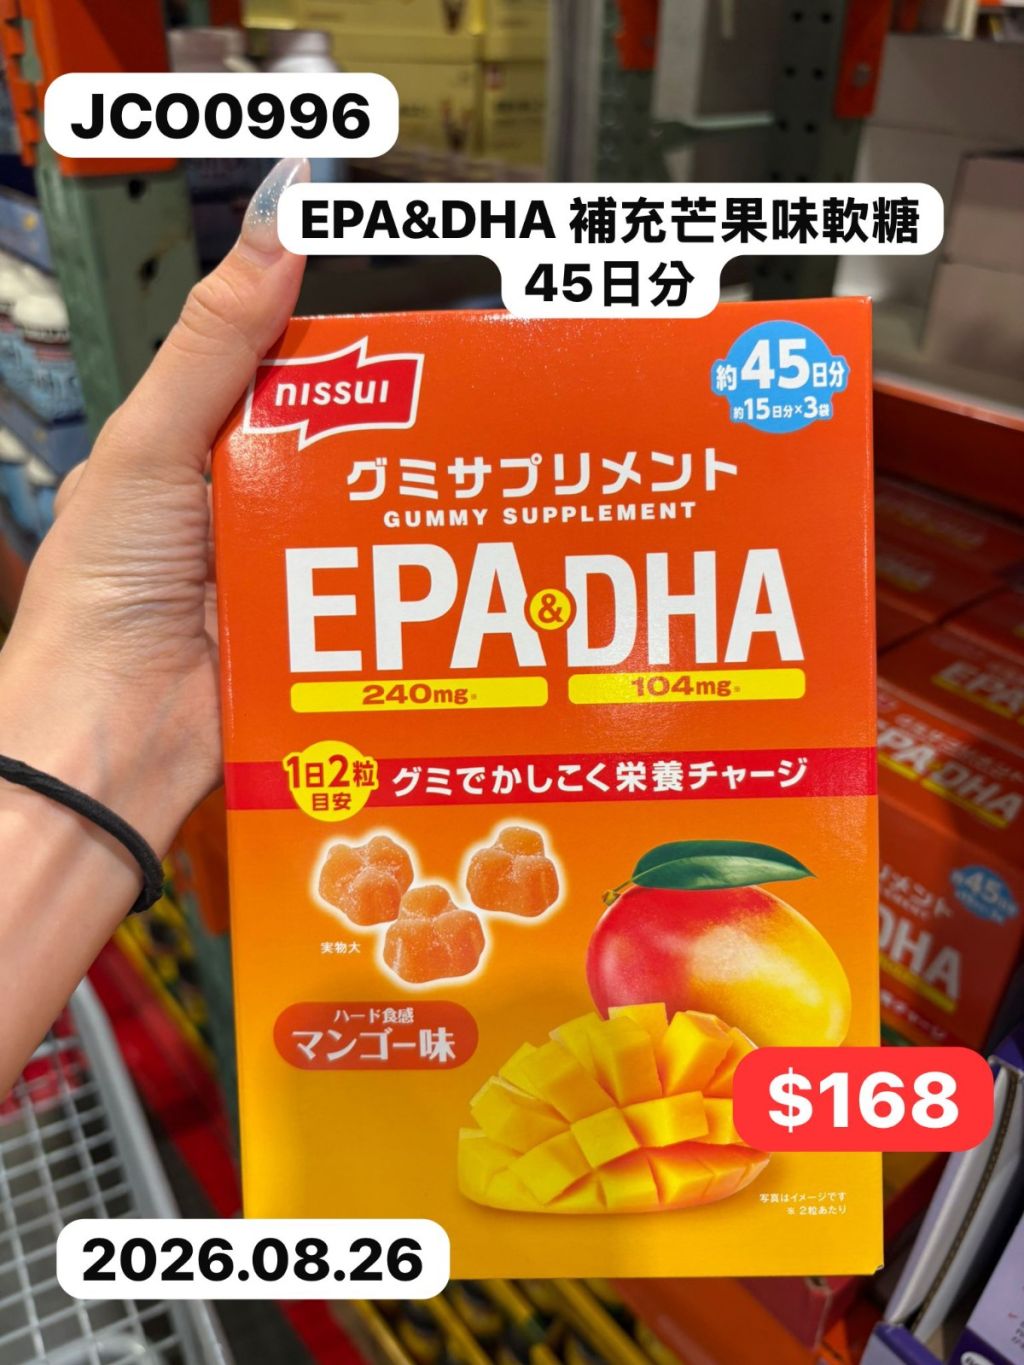 JCO0996
EPA&DHA 補充芒果味軟糖
45日分
nissui
約45日分
約15日分×3袋
グミサプリメント
GUMMY SUPPLEMENT
EPA&DHA
240mg※
104mg※
1日2粒
目安
グミでかしこく栄養チャージ
実物大
ハード食感
マンゴー味
$168
写真はイメージです
※ 2粒あたり
2026.08.26